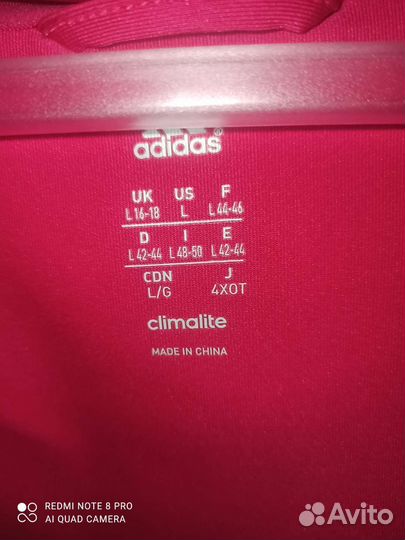 adidas®
UK US F
L 16-18 L L 44-46
D I E
L 42-44 L 48-50 L 42-44
CDN J
L/G 4XOT
climalite
MADE IN CHINA
REDMI NOTE 8 PRO
AI QUAD CAMERA
Avito